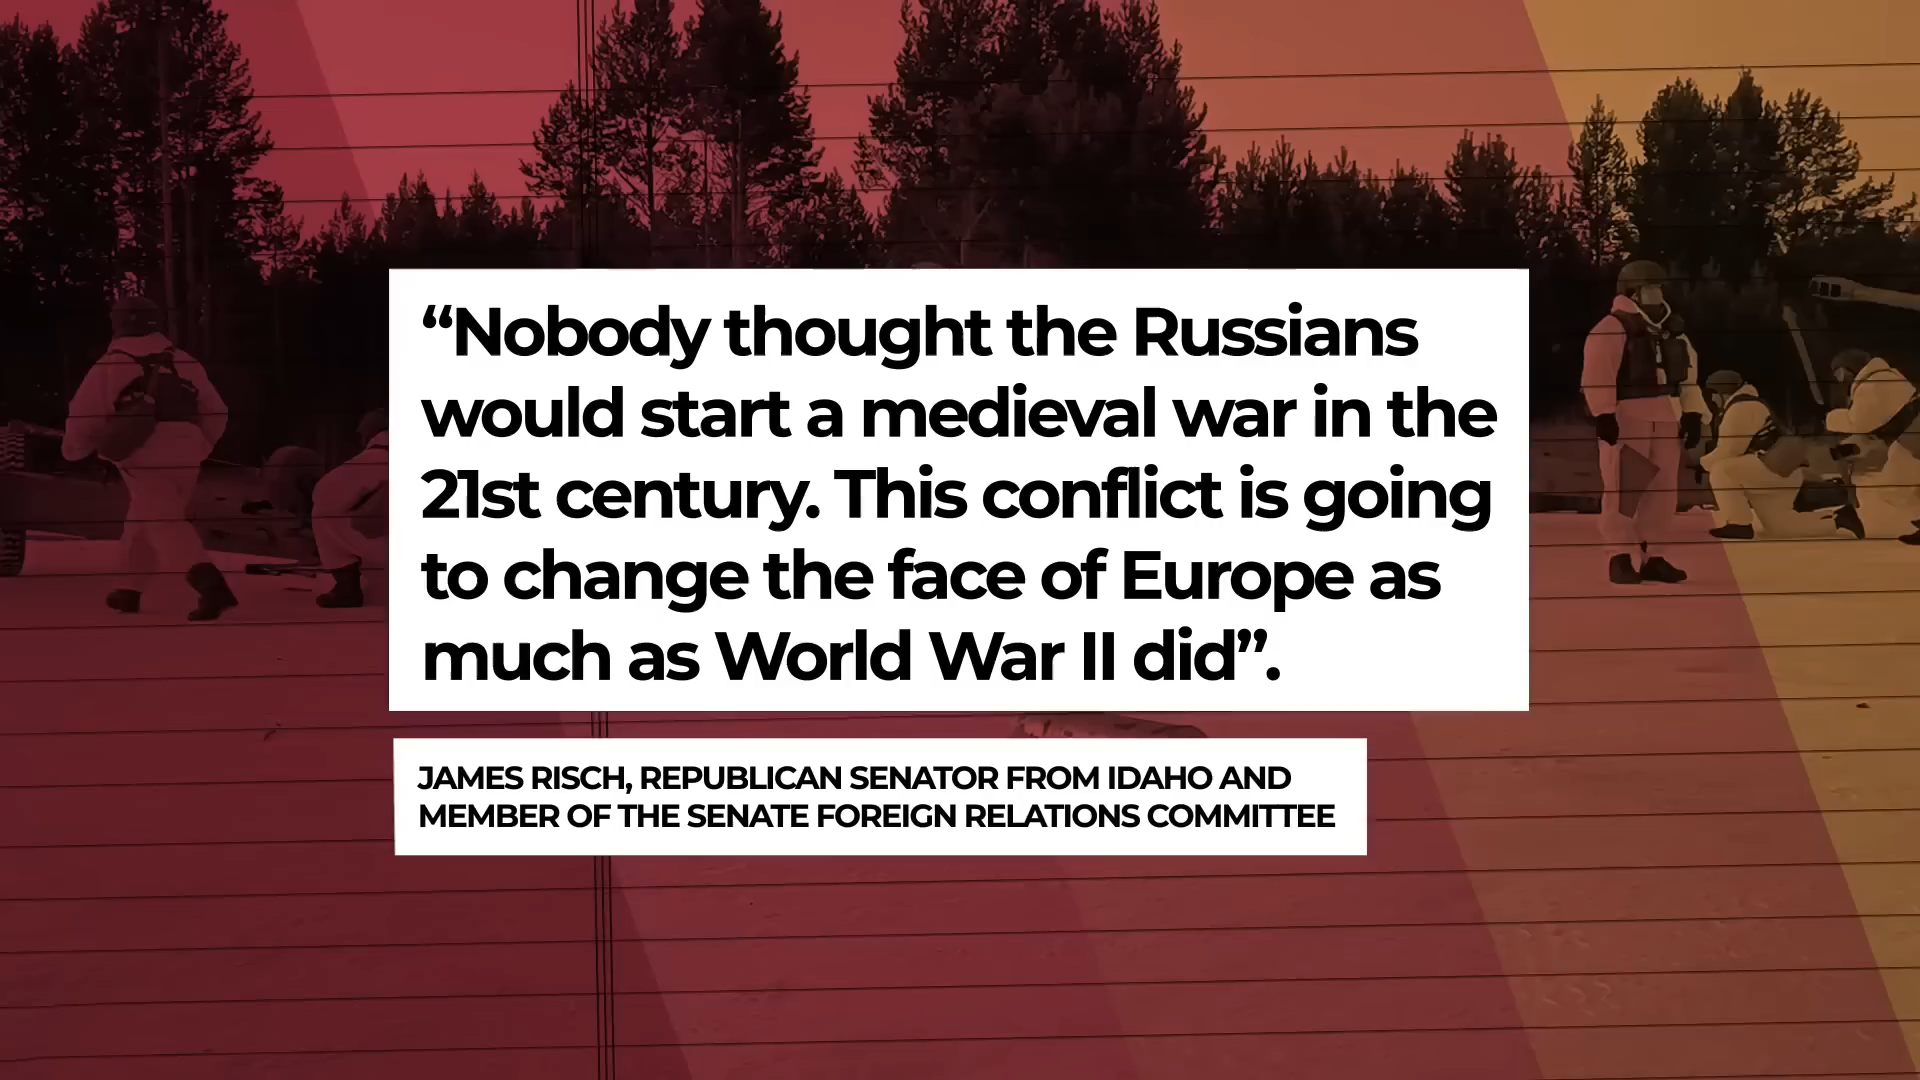 “Nobody thought the Russians
would start a medieval war in the
21st century. This conflict is going
to change the face of Europe as
much as World War II did”.
JAMES RISCH, REPUBLICAN SENATOR FROM IDAHO AND
MEMBER OF THE SENATE FOREIGN RELATIONS COMMITTEE